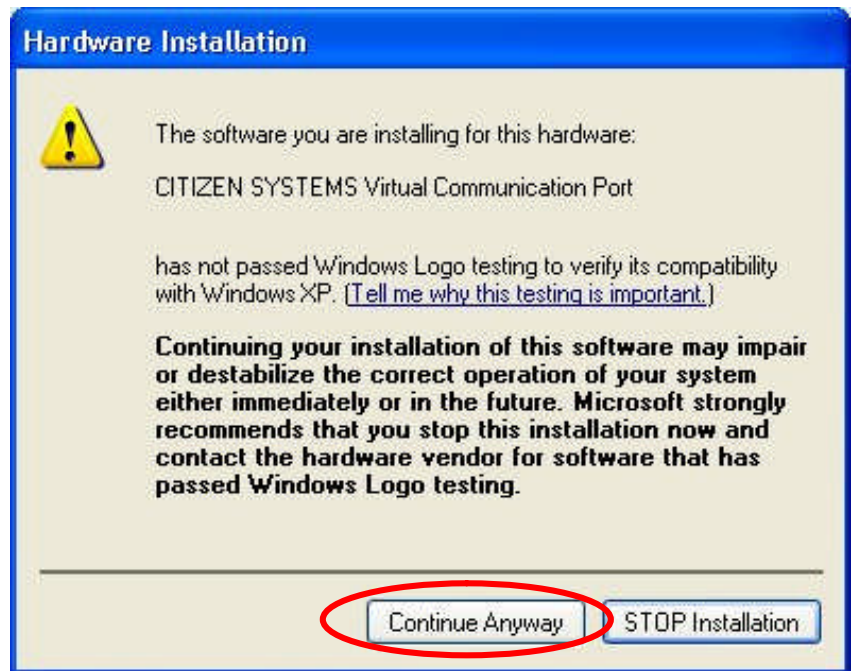 Hardware Installation
The software you are installing for this hardware:
CITIZEN SYSTEMS Virtual Communication Port
has not passed Windows Logo testing to verify its compatibility
with Windows XP. (Tell me why this testing is important.)
Continuing your installation of this software may impair
or destabilize the correct operation of your system
either immediately or in the future. Microsoft strongly
recommends that you stop this installation now and
contact the hardware vendor for software that has
passed Windows Logo testing.
Continue Anyway STOP Installation